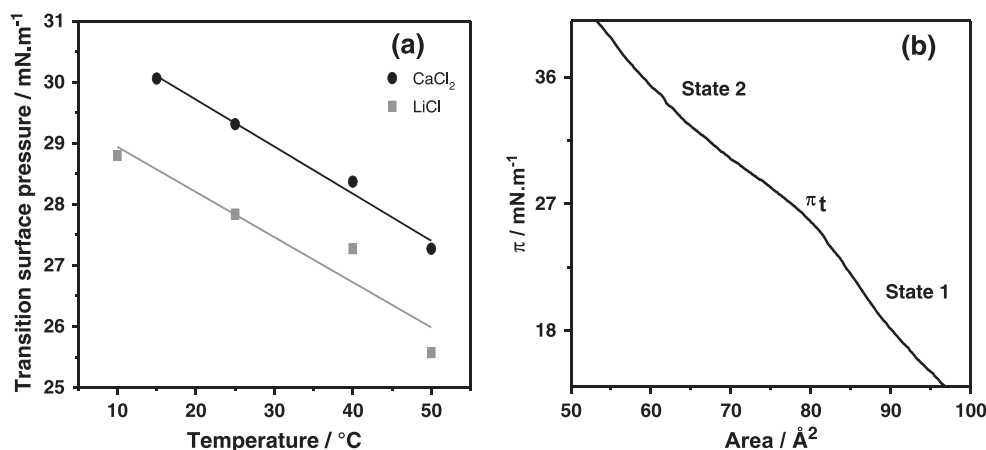 (a)
CaCl₂
LiCl
Transition surface pressure / mN.m⁻¹
31
30
29
28
27
26
25
10 20 30 40 50
Temperature / °C
(b)
State 2
πt
State 1
π / mN.m⁻¹
36
27
18
50 60 70 80 90 100
Area / Å²